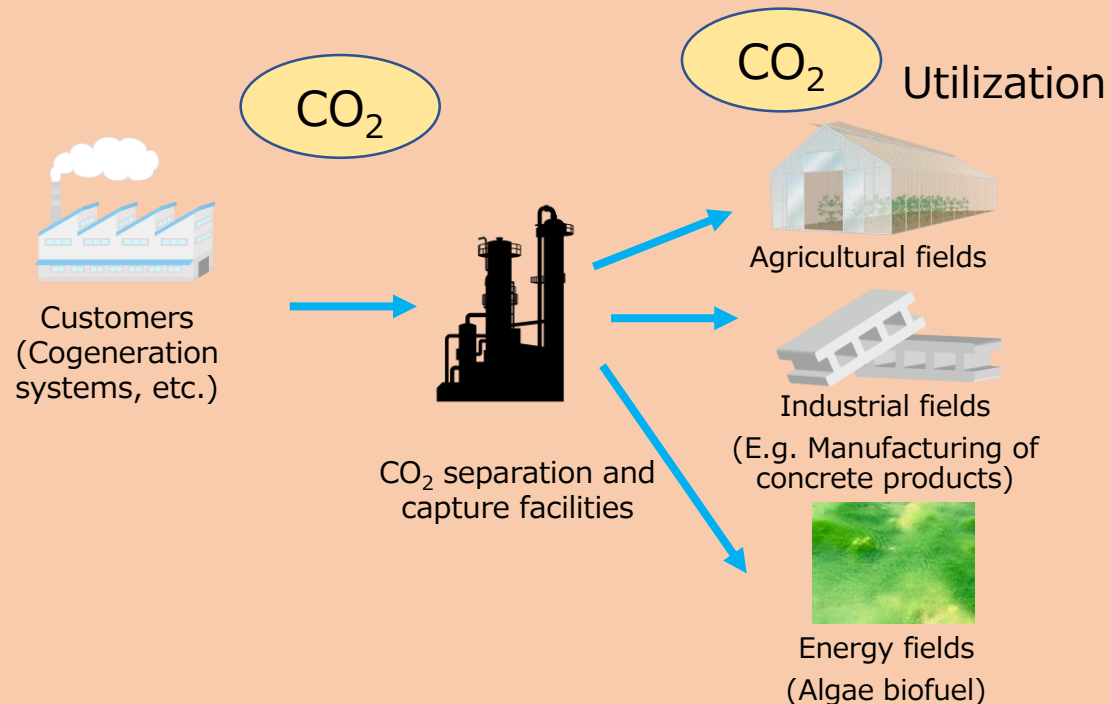 CO₂
CO₂
Utilization
Customers
(Cogeneration
systems, etc.)
CO₂ separation and
capture facilities
Agricultural fields
Industrial fields
(E.g. Manufacturing of
concrete products)
Energy fields
(Algae biofuel)